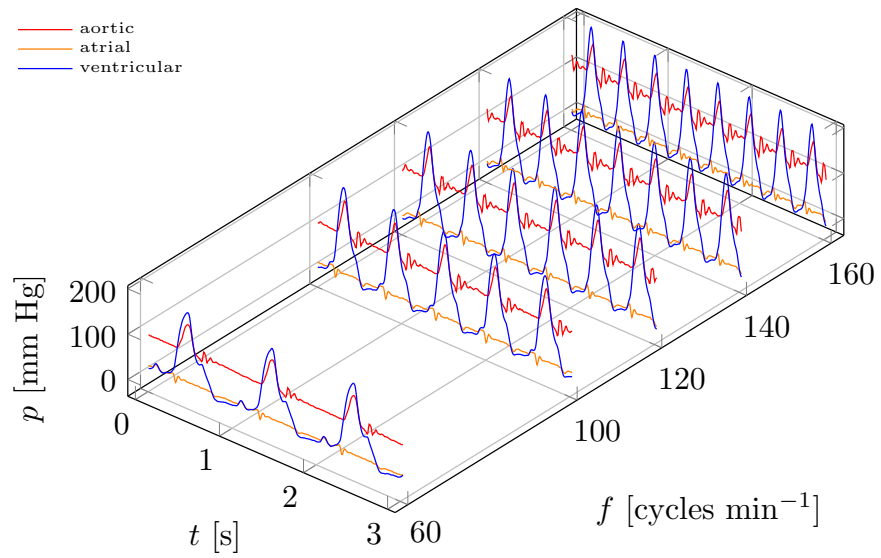 aortic
atrial
ventricular
200
100
0
p [mm Hg]
0
1
2
3
t [s]
60
100
120
140
160
f [cycles min⁻¹]